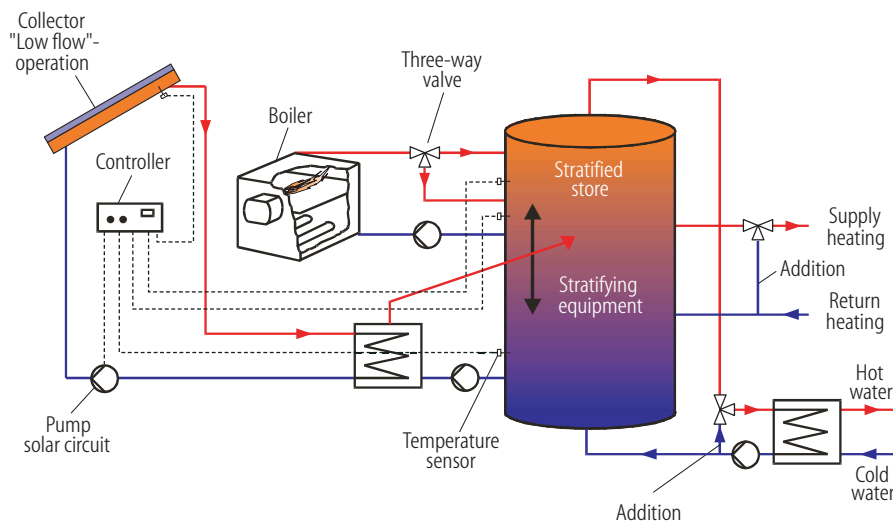 Collector
"Low flow"-
operation
Three-way
valve
Boiler
Controller
Stratified
store
Supply
heating
Addition
Stratifying
equipment
Return
heating
Hot
water
Pump
solar circuit
Temperature
sensor
Cold
water
Addition